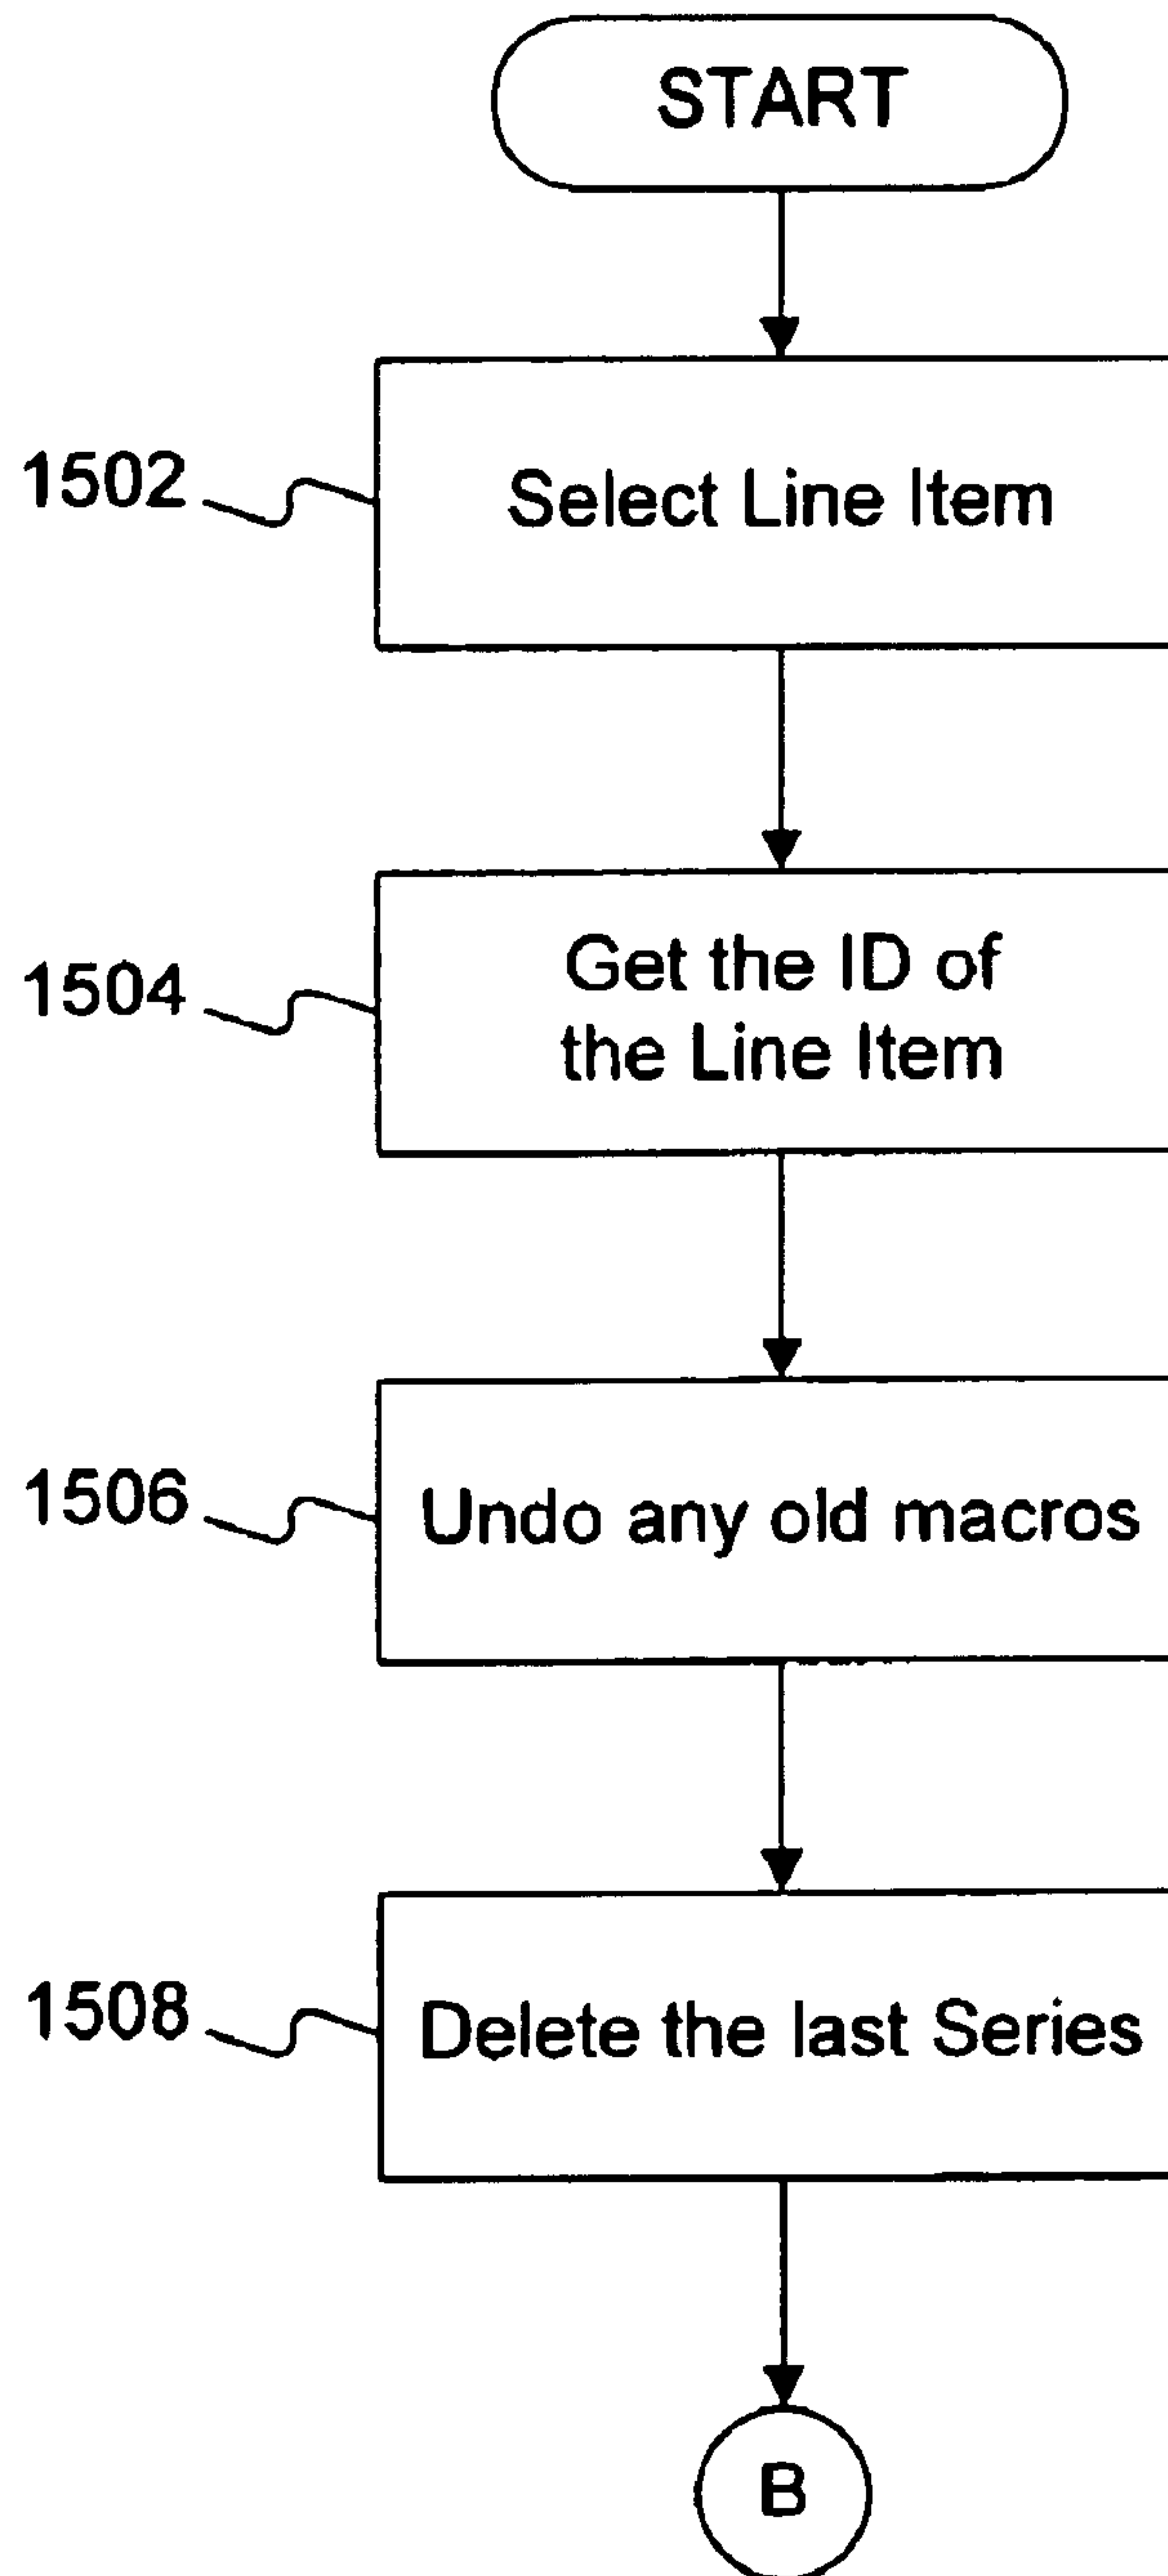 START
1502
Select Line Item
1504
Get the ID of
the Line Item
1506
Undo any old macros
1508
Delete the last Series
B